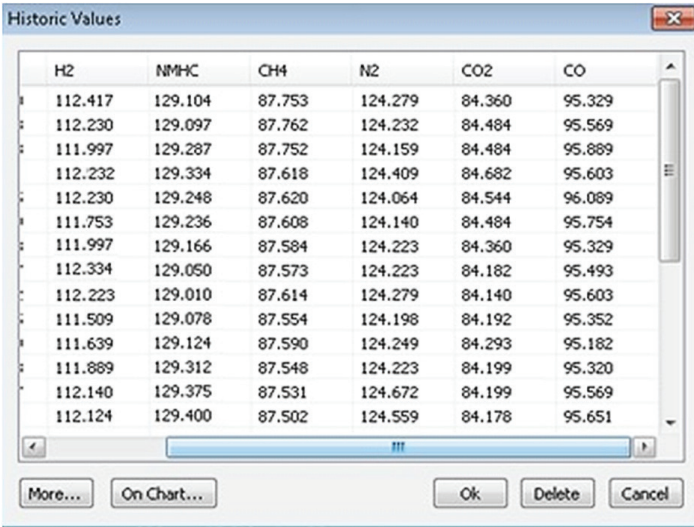 Historic Values
H2 NMHC CH4 N2 CO2 CO
112.417 129.104 87.753 124.279 84.360 95.329
112.230 129.097 87.762 124.232 84.484 95.569
111.997 129.287 87.752 124.159 84.484 95.889
112.232 129.334 87.618 124.409 84.682 95.603
112.230 129.248 87.620 124.064 84.544 96.089
111.753 129.236 87.608 124.140 84.484 95.754
111.997 129.166 87.584 124.223 84.360 95.329
112.334 129.050 87.573 124.223 84.182 95.493
112.223 129.010 87.614 124.279 84.140 95.603
111.509 129.078 87.554 124.198 84.192 95.352
111.639 129.124 87.590 124.249 84.293 95.182
111.889 129.312 87.548 124.223 84.199 95.320
112.140 129.375 87.531 124.672 84.199 95.569
112.124 129.400 87.502 124.559 84.178 95.651
More... On Chart... Ok Delete Cancel